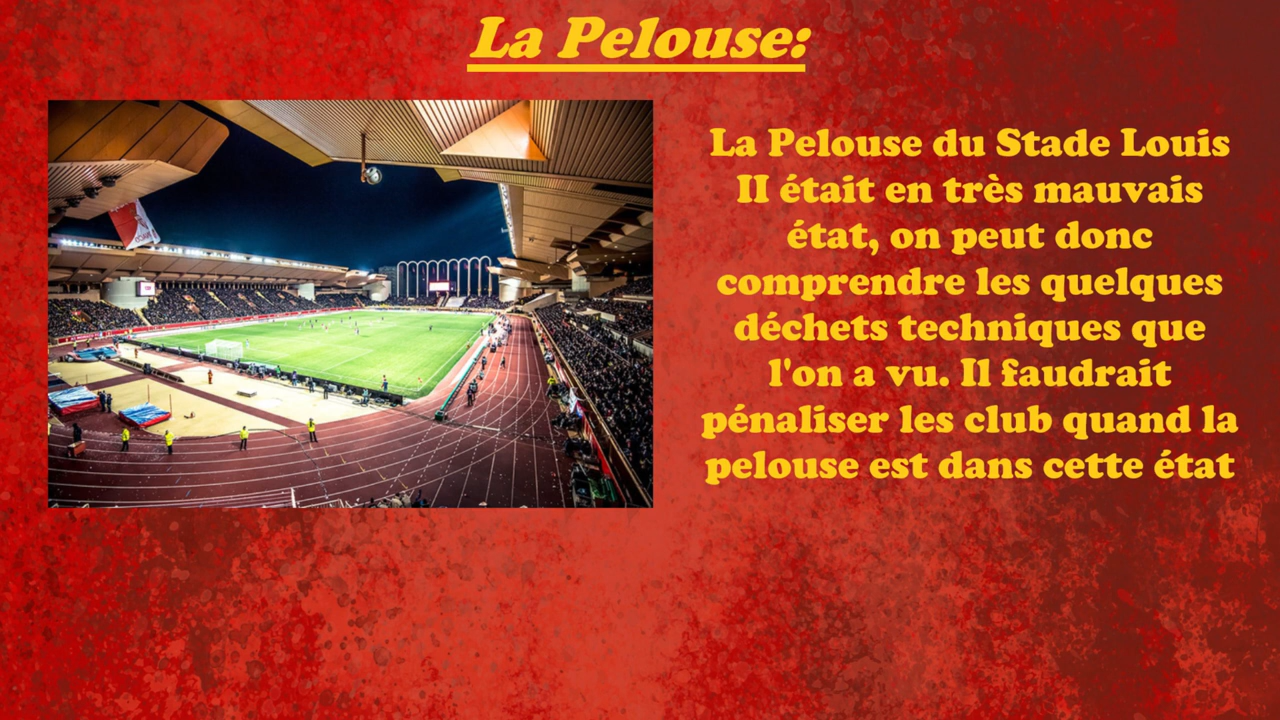 La Pelouse:
La Pelouse du Stade Louis
II était en très mauvais
état, on peut donc
comprendre les quelques
déchets techniques que
l'on a vu. Il faudrait
pénaliser les club quand la
pelouse est dans cette état